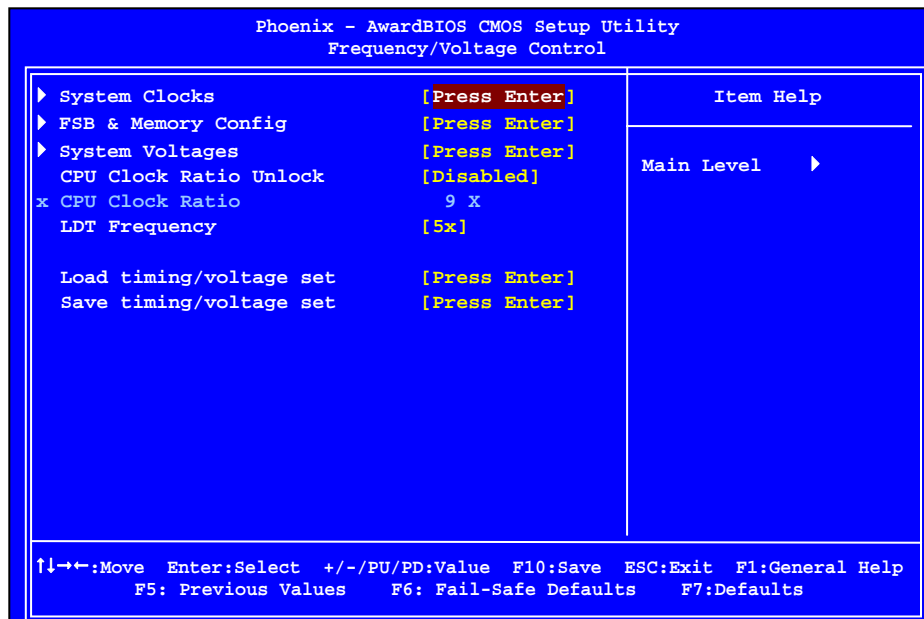 Phoenix – AwardBIOS CMOS Setup Utility
Frequency/Voltage Control
System Clocks [Press Enter]
FSB & Memory Config [Press Enter]
System Voltages [Press Enter]
CPU Clock Ratio Unlock [Disabled]
x CPU Clock Ratio 9 X
LDT Frequency [5x]
Load timing/voltage set [Press Enter]
Save timing/voltage set [Press Enter]
Item Help
Main Level
↑↓→←:Move Enter:Select +/-/PU/PD:Value F10:Save ESC:Exit F1:General Help
F5: Previous Values F6: Fail-Safe Defaults F7:Defaults